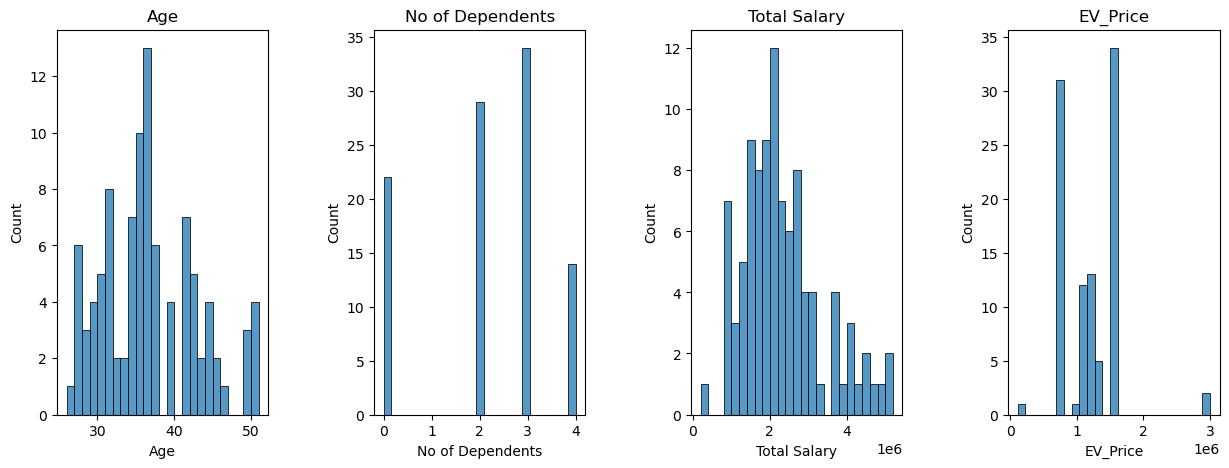 Age
Count
12
10
8
6
4
2
0
30 40 50
Age
No of Dependents
Count
35
30
25
20
15
10
5
0
0 1 2 3 4
No of Dependents
Total Salary
Count
12
10
8
6
4
2
0
0 2 4
1e6
Total Salary
EV_Price
Count
35
30
25
20
15
10
5
0
0 1 2 3
1e6
EV_Price